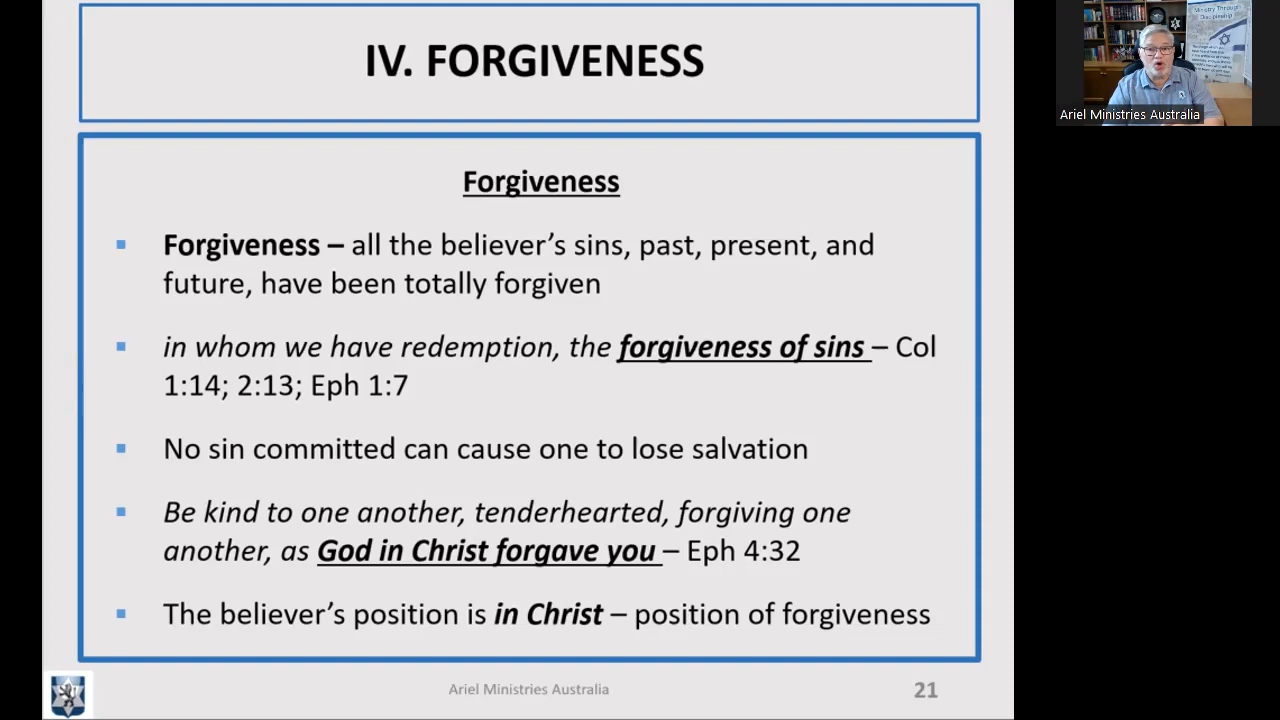 IV. FORGIVENESS
Forgiveness
▪ Forgiveness – all the believer’s sins, past, present, and
future, have been totally forgiven
▪ in whom we have redemption, the forgiveness of sins – Col
1:14; 2:13; Eph 1:7
▪ No sin committed can cause one to lose salvation
▪ Be kind to one another, tenderhearted, forgiving one
another, as God in Christ forgave you – Eph 4:32
▪ The believer’s position is in Christ – position of forgiveness
Ariel Ministries Australia
21
Ministry Through
Discipleship
Ariel Ministries Australia